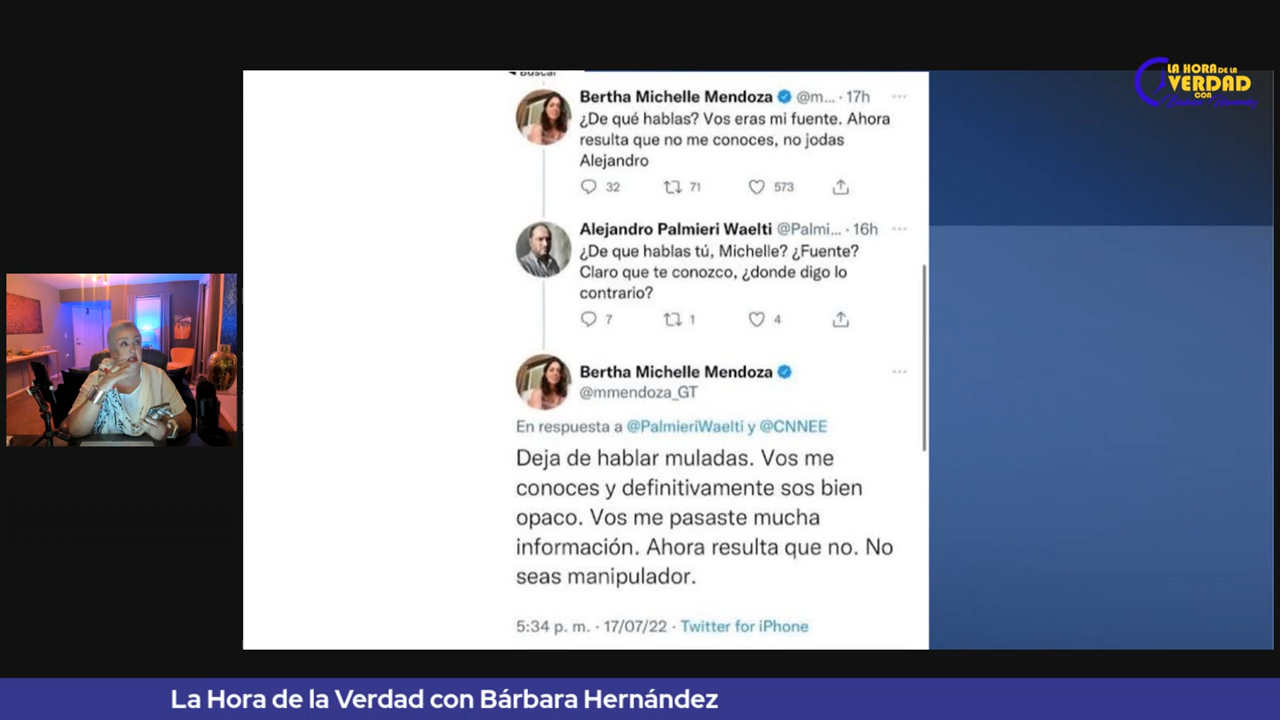 Buscar
LA HORA DE LA
VERDAD
CON
Bárbara Hernández
Bertha Michelle Mendoza @m... · 17h
¿De qué hablas? Vos eras mi fuente. Ahora
resulta que no me conoces, no jodas
Alejandro
32 71 573
Alejandro Palmieri Waelti @Palmi... · 16h
¿De que hablas tú, Michelle? ¿Fuente?
Claro que te conozco, ¿donde digo lo
contrario?
7 1 4
Bertha Michelle Mendoza
@mmendoza_GT
En respuesta a @PalmieriWaelti y @CNNEE
Deja de hablar muladas. Vos me
conoces y definitivamente sos bien
opaco. Vos me pasaste mucha
información. Ahora resulta que no. No
seas manipulador.
5:34 p. m. · 17/07/22 · Twitter for iPhone
La Hora de la Verdad con Bárbara Hernández